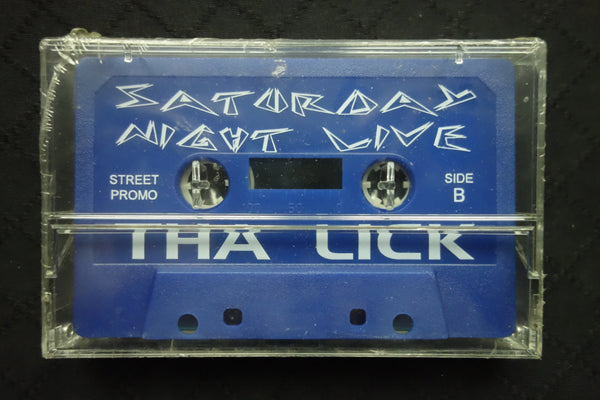 SATURDAY
NIGHT LIVE
STREET
PROMO
SIDE
B
THA LICK